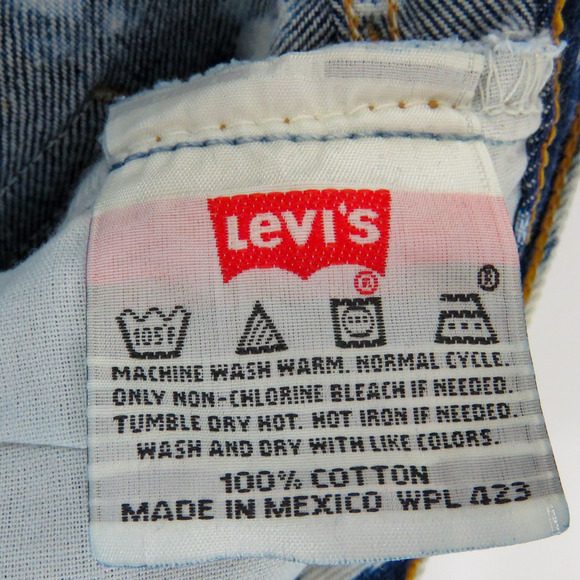 Levi's
®
®
105F
MACHINE WASH WARM. NORMAL CYCLE.
ONLY NON-CHLORINE BLEACH IF NEEDED.
TUMBLE DRY HOT. HOT IRON IF NEEDED.
WASH AND DRY WITH LIKE COLORS.
100% COTTON
MADE IN MEXICO WPL 423